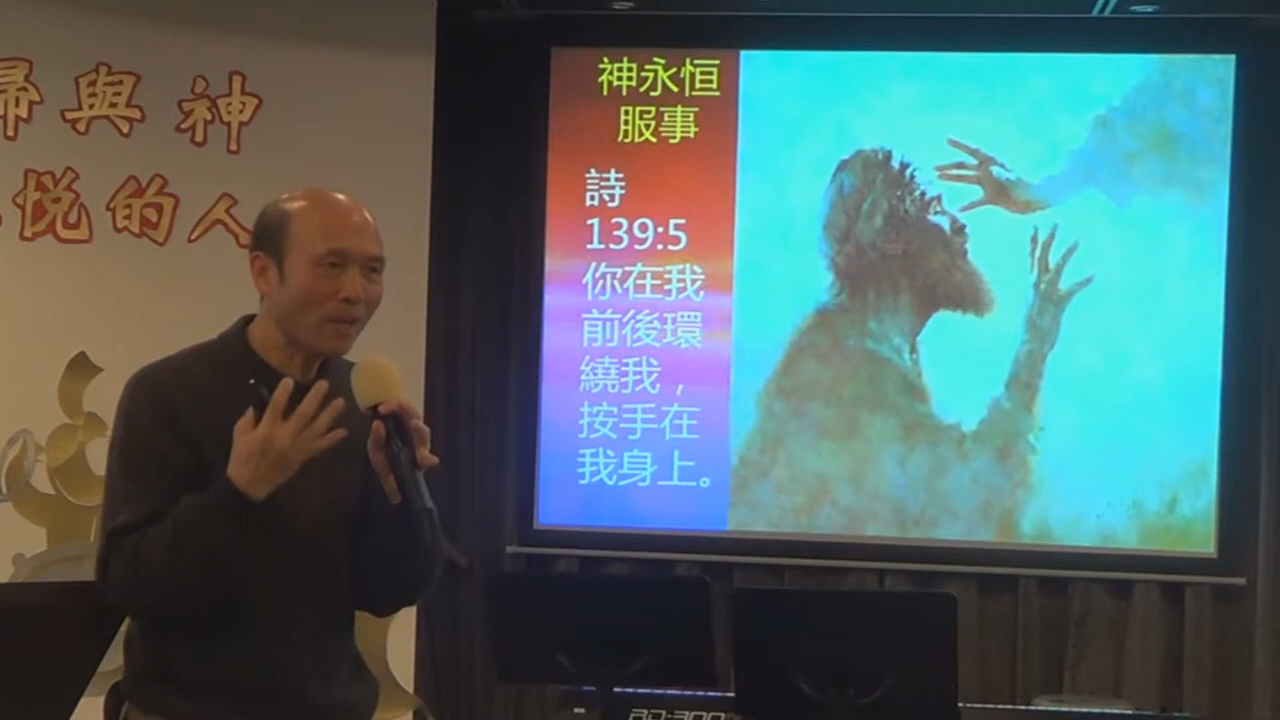 歸與神
悅的人
神永恒
服事
詩
139:5
你在我
前後環
繞我，
按手在
我身上。